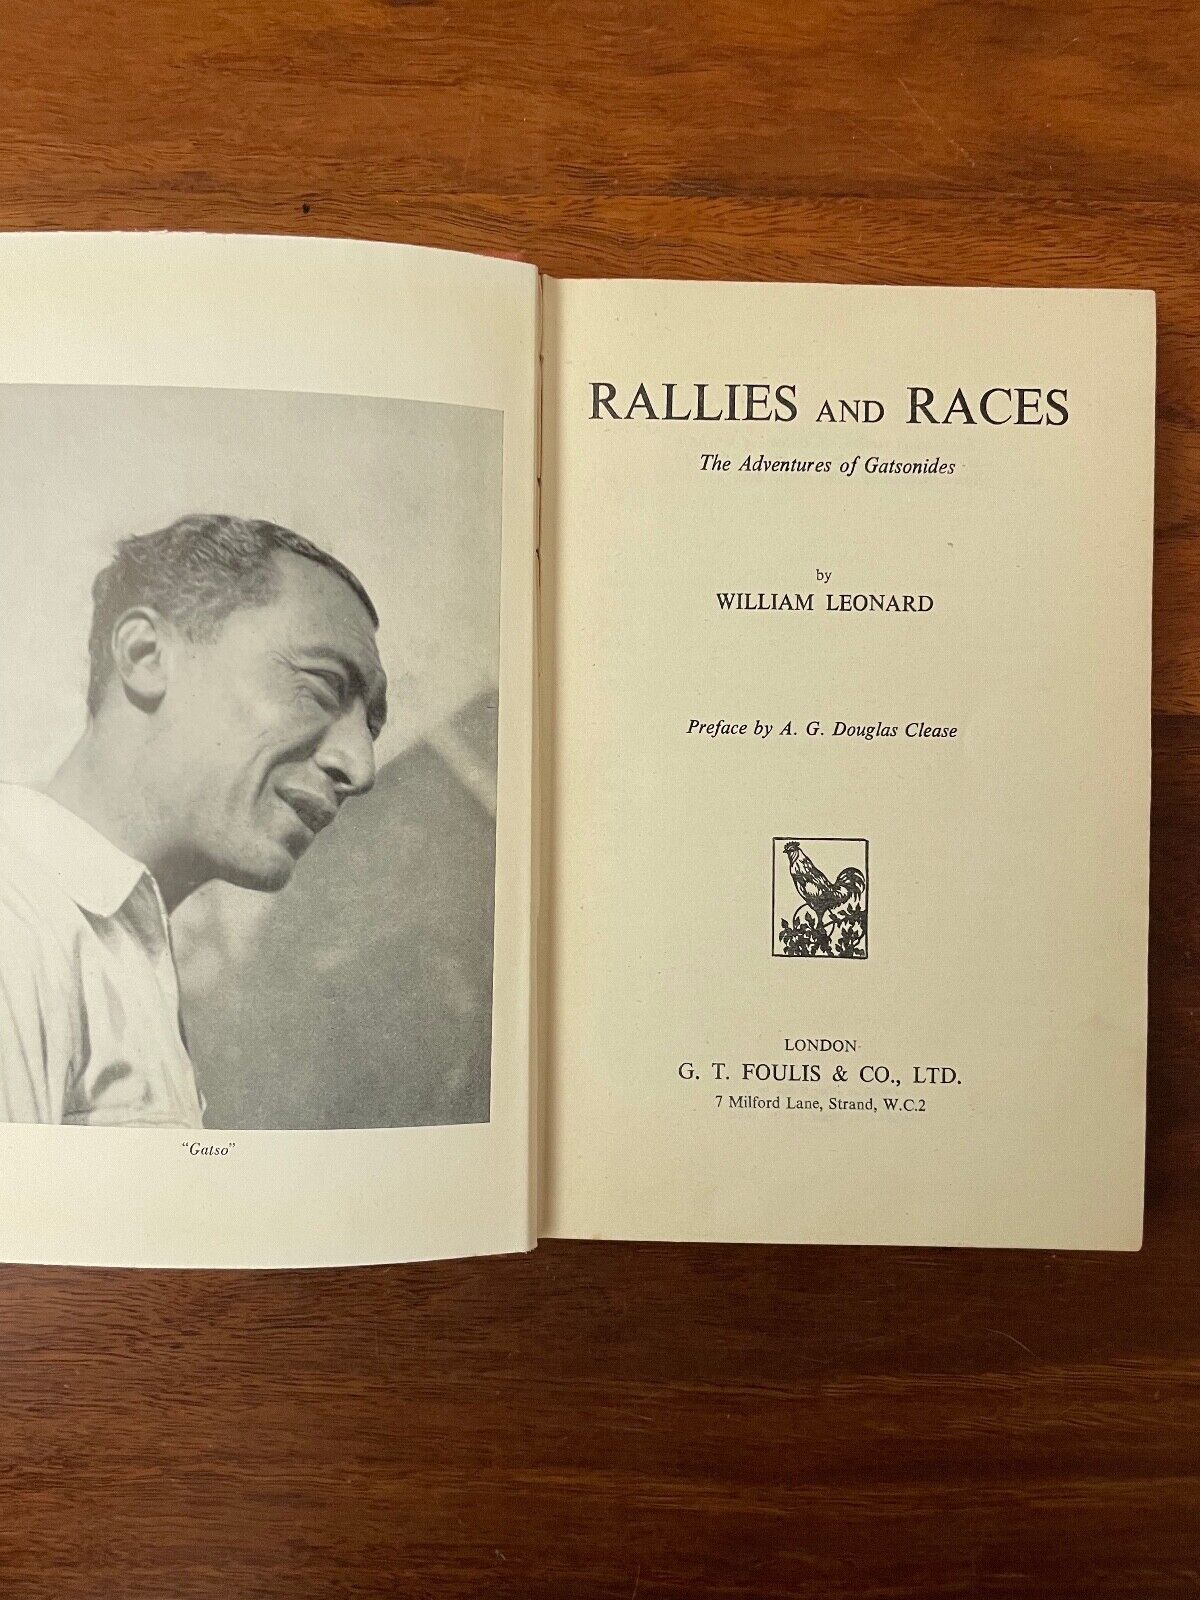 "Gatso"
RALLIES AND RACES
The Adventures of Gatsonides
by
WILLIAM LEONARD
Preface by A. G. Douglas Clease
LONDON
G. T. FOULIS & CO., LTD.
7 Milford Lane, Strand, W.C.2